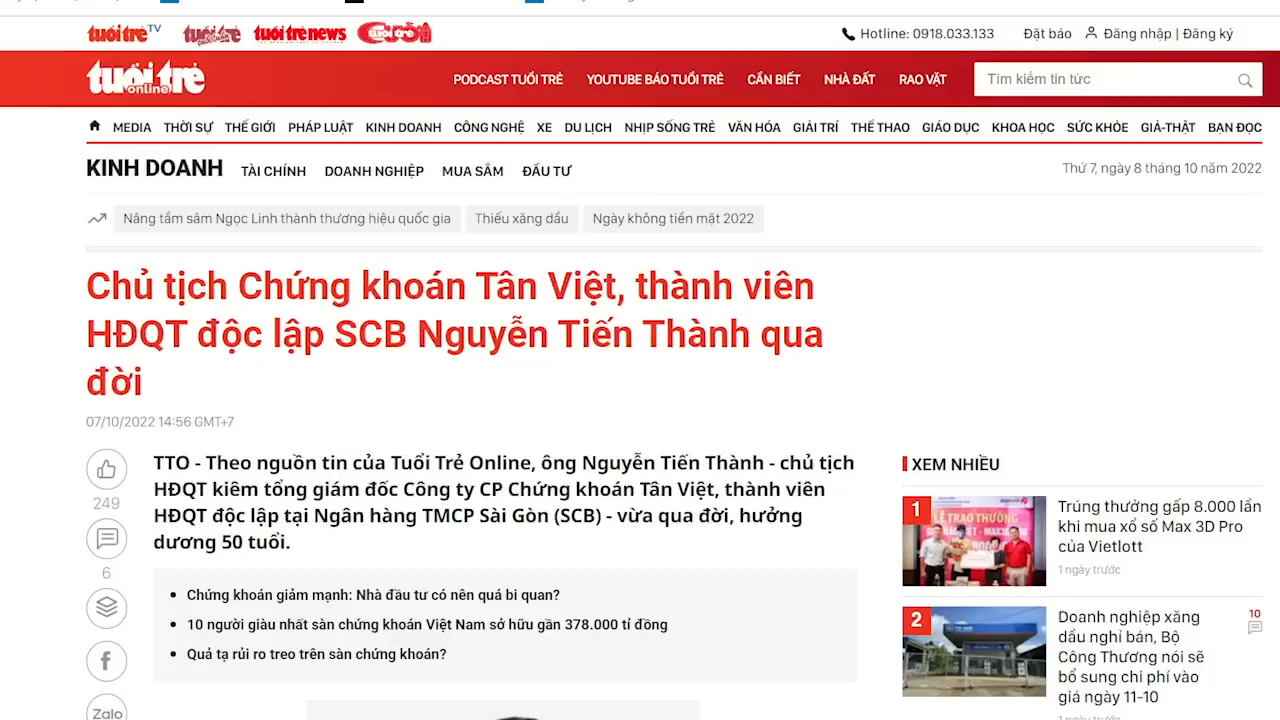 tuổi trẻ TV
tuổi trẻ
tuoi tre news
tuổi trẻ cười
Hotline: 0918.033.133
Đặt báo
Đăng nhập | Đăng ký
tuổi trẻ online
PODCAST TUỔI TRẺ
YOUTUBE BÁO TUỔI TRẺ
CẦN BIẾT
NHÀ ĐẤT
RAO VẶT
Tìm kiếm tin tức
MEDIA THỜI SỰ THẾ GIỚI PHÁP LUẬT KINH DOANH CÔNG NGHỆ XE DU LỊCH NHỊP SỐNG TRẺ VĂN HÓA GIẢI TRÍ THỂ THAO GIÁO DỤC KHOA HỌC SỨC KHỎE GIẢ-THẬT BẠN ĐỌC
KINH DOANH TÀI CHÍNH DOANH NGHIỆP MUA SẮM ĐẦU TƯ
Thứ 7, ngày 8 tháng 10 năm 2022
Nâng tầm sâm Ngọc Linh thành thương hiệu quốc gia
Thiếu xăng dầu
Ngày không tiền mặt 2022
Chủ tịch Chứng khoán Tân Việt, thành viên
HĐQT độc lập SCB Nguyễn Tiến Thành qua
đời
07/10/2022 14:56 GMT+7
249
6
Zalo
TTO - Theo nguồn tin của Tuổi Trẻ Online, ông Nguyễn Tiến Thành - chủ tịch
HĐQT kiêm tổng giám đốc Công ty CP Chứng khoán Tân Việt, thành viên
HĐQT độc lập tại Ngân hàng TMCP Sài Gòn (SCB) - vừa qua đời, hưởng
dương 50 tuổi.
Chứng khoán giảm mạnh: Nhà đầu tư có nên quá bi quan?
10 người giàu nhất sàn chứng khoán Việt Nam sở hữu gần 378.000 tỉ đồng
Quả tạ rủi ro treo trên sàn chứng khoán?
XEM NHIỀU
1
LỄ TRAO THƯỞNG
Trúng thưởng gấp 8.000 lần
khi mua xổ số Max 3D Pro
của Vietlott
1 ngày trước
2
Doanh nghiệp xăng
dầu nghỉ bán, Bộ
Công Thương nói sẽ
bổ sung chi phí vào
giá ngày 11-10
10
1 ngày trước